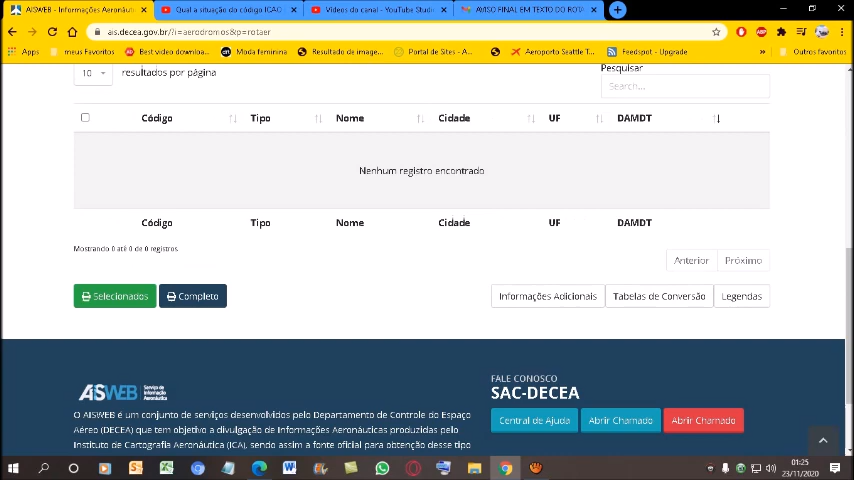 AISWEB - Informações Aeronáut
Qual a situação do código ICAO
Vídeos do canal - YouTube Studio
AVISO FINAL EM TEXTO DO ROTA
ais.decea.gov.br/?i=aerodromos&p=rotaer
Apps
meus Favoritos
Best video downloa...
Moda feminina
Resultado de image...
Portal de Sites - A...
Aeroporto Seattle T...
Feedspot - Upgrade
»
Outros favoritos
10
resultados por página
Pesquisar
Search...
Código Tipo Nome Cidade UF DAMDT
Nenhum registro encontrado
Código Tipo Nome Cidade UF DAMDT
Mostrando 0 até 0 de 0 registros
Anterior Próximo
Selecionados Completo Informações Adicionais Tabelas de Conversão Legendas
AISWEB Serviço de Informação Aeronáutica
O AISWEB é um conjunto de serviços desenvolvidos pelo Departamento de Controle do Espaço
Aéreo (DECEA) que tem objetivo a divulgação de Informações Aeronáuticas produzidas pelo
Instituto de Cartografia Aeronáutica (ICA), sendo assim a fonte oficial para obtenção desse tipo
FALE CONOSCO
SAC-DECEA
Central de Ajuda Abrir Chamado Abrir Chamado
01:25
23/11/2020